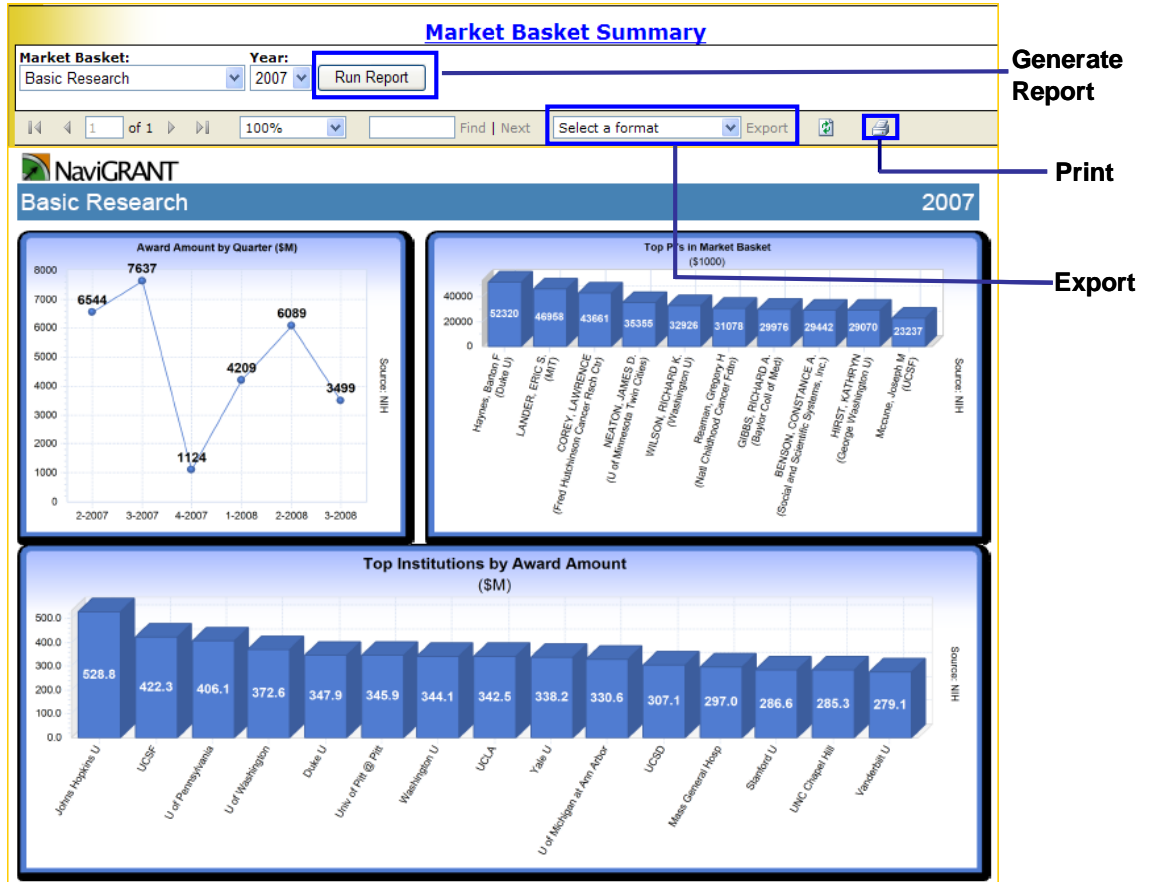 Market Basket Summary
Market Basket:
Year:
Basic Research
2007
Run Report
Generate
Report
1
of 1
100%
Find | Next
Select a format
Export
Print
Export
NaviGRANT
Basic Research
2007
Award Amount by Quarter ($M)
8000
7000
6000
5000
4000
3000
2000
1000
0
6544
7637
1124
4209
6089
3499
2-2007
3-2007
4-2007
1-2008
2-2008
3-2008
Source: NIH
Top PI's in Market Basket
($1000)
40000
20000
0
52320
46958
43661
35355
32926
31078
29976
29442
29070
23237
Haynes, Barton F
(Duke U)
LANDER, ERIC S.
(MIT)
COREY, LAWRENCE
(Fred Hutchinson Cancer Rsch Ctr)
NEATON, JAMES D.
(U of Minnesota Twin Cities)
WILSON, RICHARD K.
(Washington U)
Reaman, Gregory H
(Natl Childhood Cancer Fdtn)
GIBBS, RICHARD A.
(Baylor Coll of Med)
BENSON, CONSTANCE A.
(Social and Scientific Systems, Inc.)
HIRST, KATHRYN
(George Washington U)
Mccune, Joseph M
(UCSF)
Source: NIH
Top Institutions by Award Amount
($M)
500.0
400.0
300.0
200.0
100.0
0.0
528.8
422.3
406.1
372.6
347.9
345.9
344.1
342.5
338.2
330.6
307.1
297.0
286.6
285.3
279.1
Johns Hopkins U
UCSF
U of Pennsylvania
U of Washington
Duke U
Univ of Pitt @ Pitt
Washington U
UCLA
Yale U
U of Michigan at Ann Arbor
UCSD
Mass General Hosp
Stanford U
UNC Chapel Hill
Vanderbilt U
Source: NIH